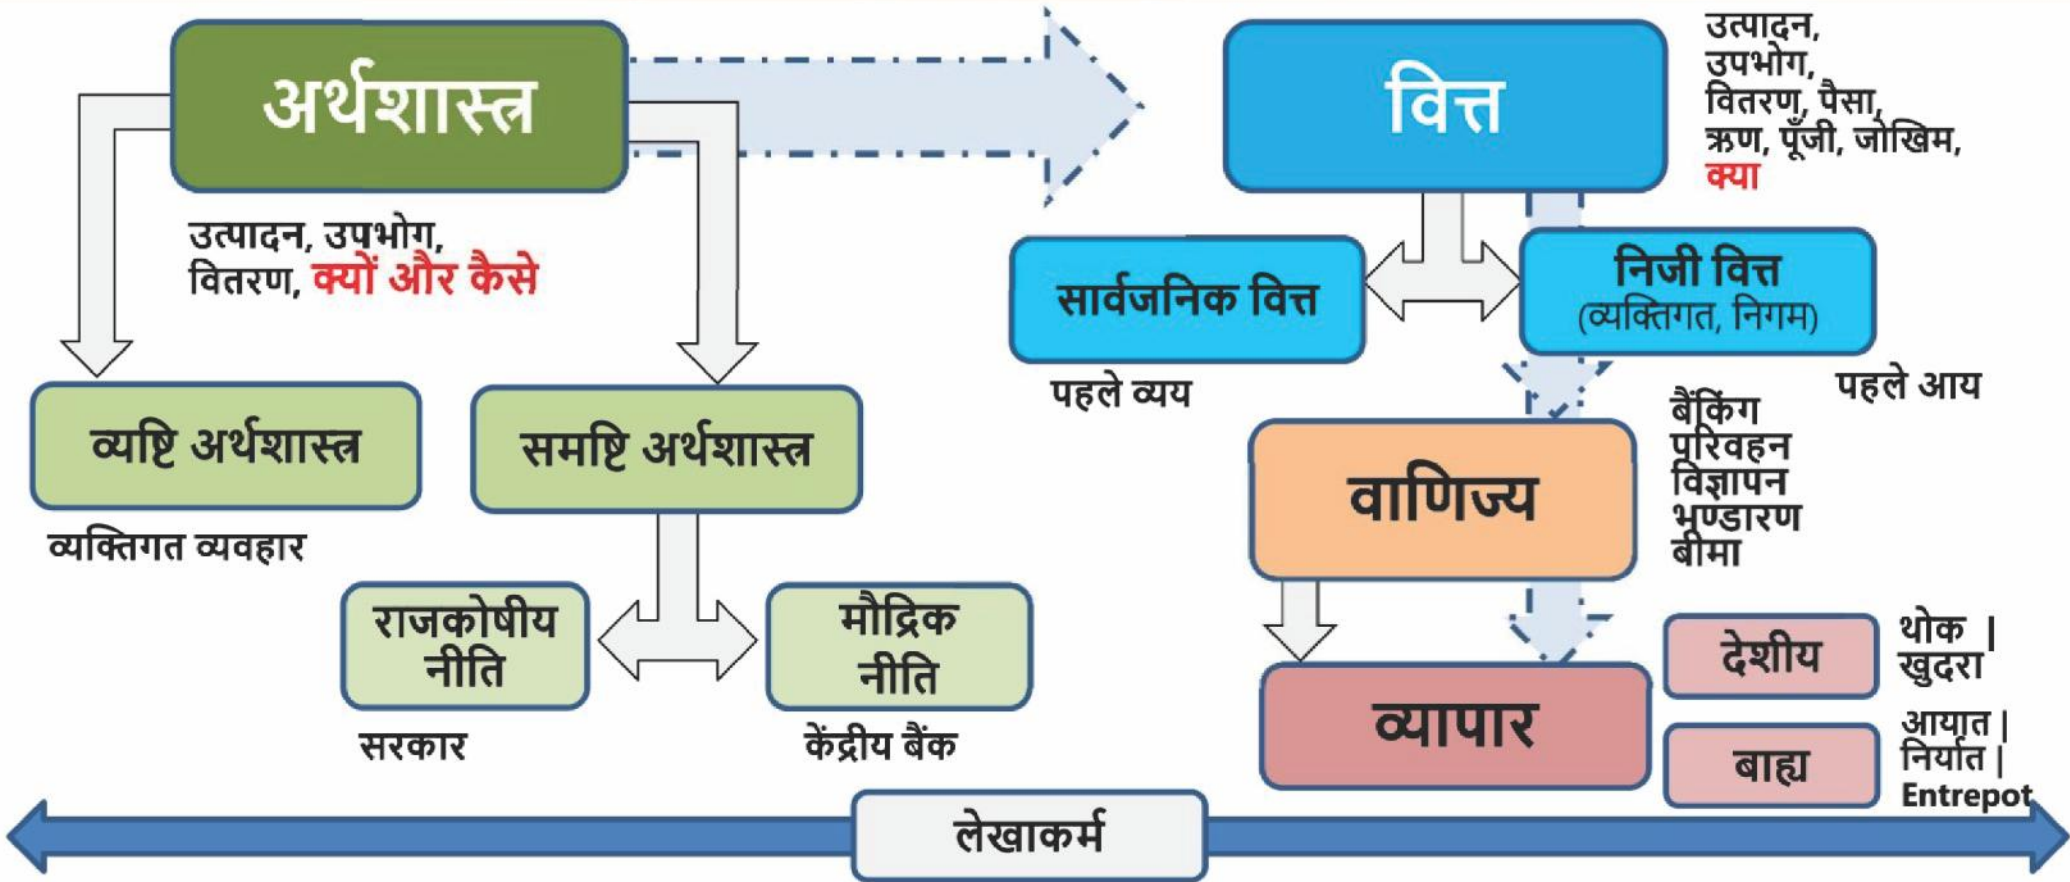 अर्थशास्त्र
उत्पादन, उपभोग,
वितरण, क्यों और कैसे
व्यष्टि अर्थशास्त्र
व्यक्तिगत व्यवहार
समष्टि अर्थशास्त्र
राजकोषीय
नीति
सरकार
मौद्रिक
नीति
केंद्रीय बैंक
वित्त
उत्पादन,
उपभोग,
वितरण, पैसा,
ऋण, पूँजी, जोखिम,
क्या
सार्वजनिक वित्त
पहले व्यय
निजी वित्त
(व्यक्तिगत, निगम)
पहले आय
वाणिज्य
बैंकिंग
परिवहन
विज्ञापन
भण्डारण
बीमा
व्यापार
देशीय
थोक |
खुदरा
बाह्य
आयात |
निर्यात |
Entrepot
लेखाकर्म